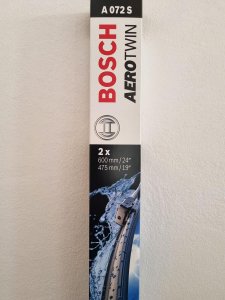 A 072 S
BOSCH
AEROTWIN
2 x
600 mm / 24"
475 mm / 19"